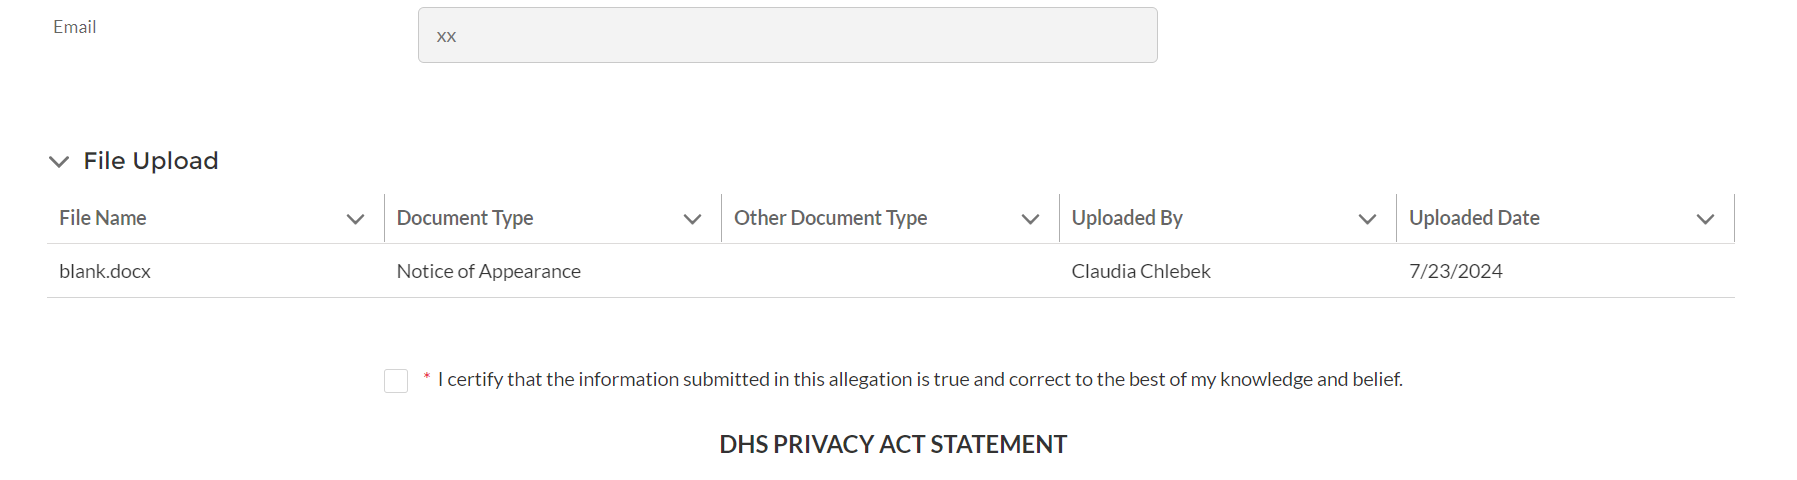 Email
xx
File Upload
File Name Document Type Other Document Type Uploaded By Uploaded Date
blank.docx Notice of Appearance Claudia Chlebek 7/23/2024
* I certify that the information submitted in this allegation is true and correct to the best of my knowledge and belief.
DHS PRIVACY ACT STATEMENT